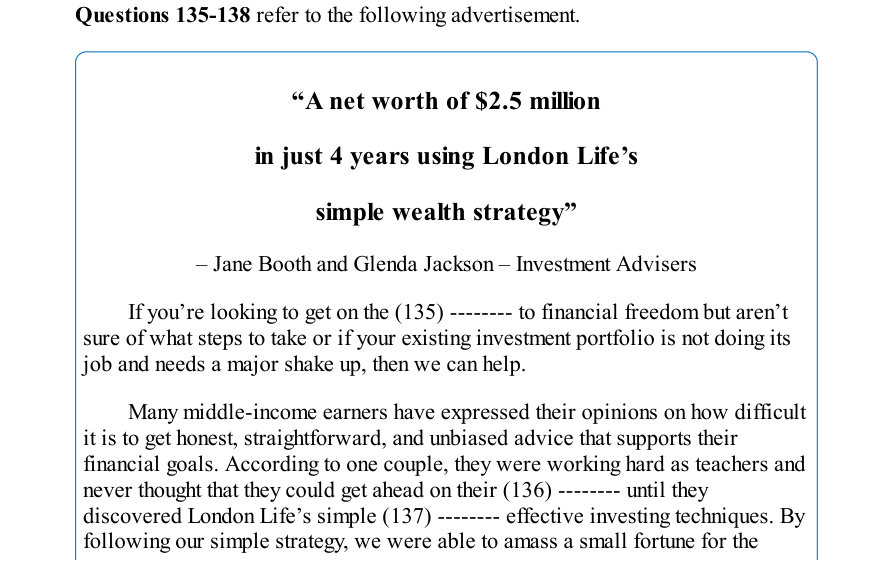 Questions 135-138 refer to the following advertisement.
“A net worth of $2.5 million
in just 4 years using London Life’s
simple wealth strategy”
– Jane Booth and Glenda Jackson – Investment Advisers
If you’re looking to get on the (135) -------- to financial freedom but aren’t
sure of what steps to take or if your existing investment portfolio is not doing its
job and needs a major shake up, then we can help.
Many middle-income earners have expressed their opinions on how difficult
it is to get honest, straightforward, and unbiased advice that supports their
financial goals. According to one couple, they were working hard as teachers and
never thought that they could get ahead on their (136) -------- until they
discovered London Life’s simple (137) -------- effective investing techniques. By
following our simple strategy, we were able to amass a small fortune for the